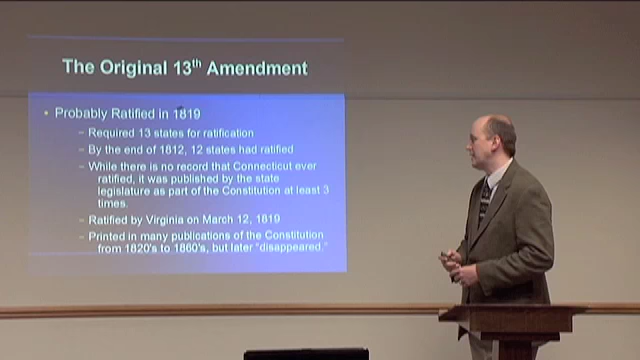 The Original 13th Amendment
• Probably Ratified in 1819
– Required 13 states for ratification
– By the end of 1812, 12 states had ratified
– While there is no record that Connecticut ever
ratified, it was published by the state
legislature as part of the Constitution at least 3
times.
– Ratified by Virginia on March 12, 1819
– Printed in many publications of the Constitution
from 1820's to 1860's, but later "disappeared."